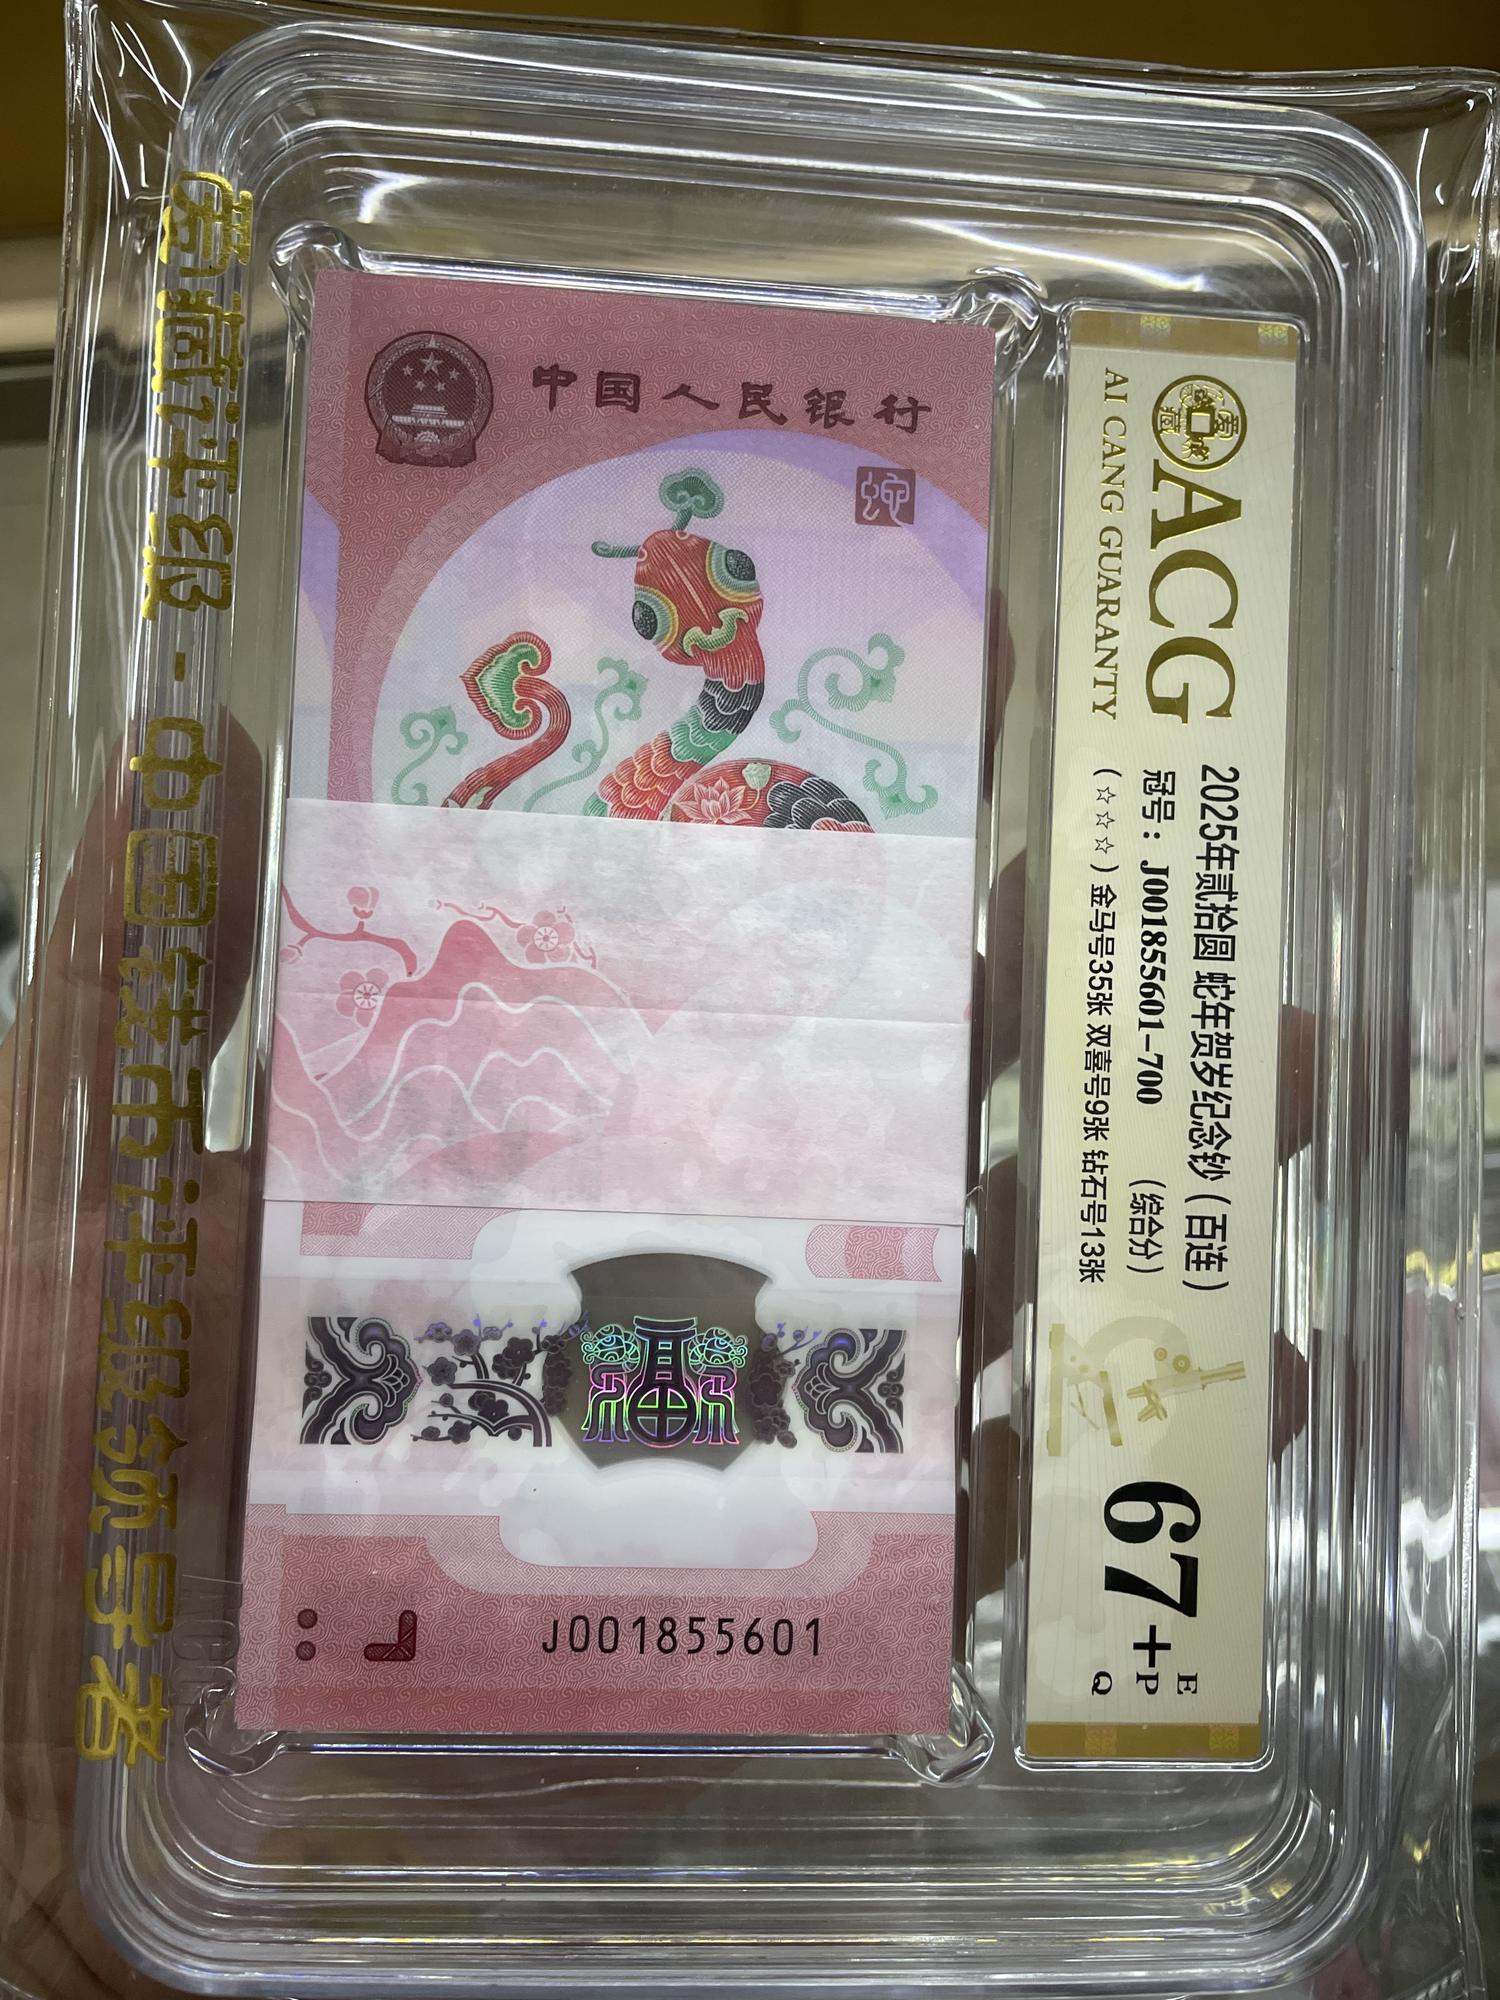 爱藏评级 - 中国钱币评级领导者
中国人民银行
蛇
J001855601
ACG
AI CANG GUARANTY
2025年贰拾圆 蛇年贺岁纪念钞（百连）
冠号：J001855601-700 （综合分）
（☆☆☆）金马号35张 双喜号9张 钻石号13张
67+
E
P
Q